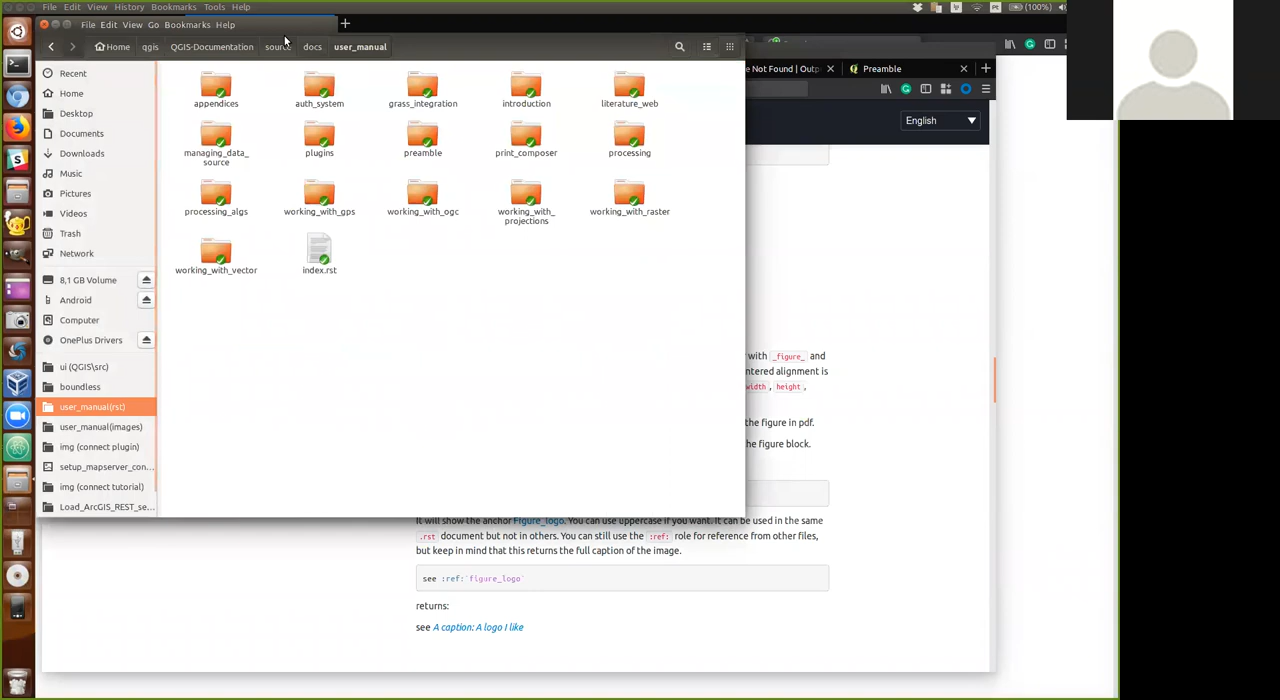 File Edit View History Bookmarks Tools Help
(100%)
File Edit View Go Bookmarks Help
Home qgis QGIS-Documentation source docs user_manual
Recent
Home
Desktop
Documents
Downloads
Music
Pictures
Videos
Trash
Network
8,1 GB Volume
Android
Computer
OnePlus Drivers
ui (QGIS\src)
boundless
user_manual(rst)
user_manual(images)
img (connect plugin)
setup_mapserver_con...
img (connect tutorial)
Load_ArcGIS_REST_se...
appendices auth_system grass_integration introduction literature_web
managing_data_
source
plugins preamble print_composer processing
processing_algs working_with_gps working_with_ogc
working_with_
projections
working_with_raster
working_with_vector index.rst
e Not Found | Outp
Preamble
English
with _figure_ and
ntered alignment is
width , height ,
the figure in pdf.
he figure block.
It will show the anchor Figure_logo. You can use uppercase if you want. It can be used in the same
.rst document but not in others. You can still use the :ref: role for reference from other files,
but keep in mind that this returns the full caption of the image.
see :ref:`figure_logo`
returns:
see A caption: A logo I like